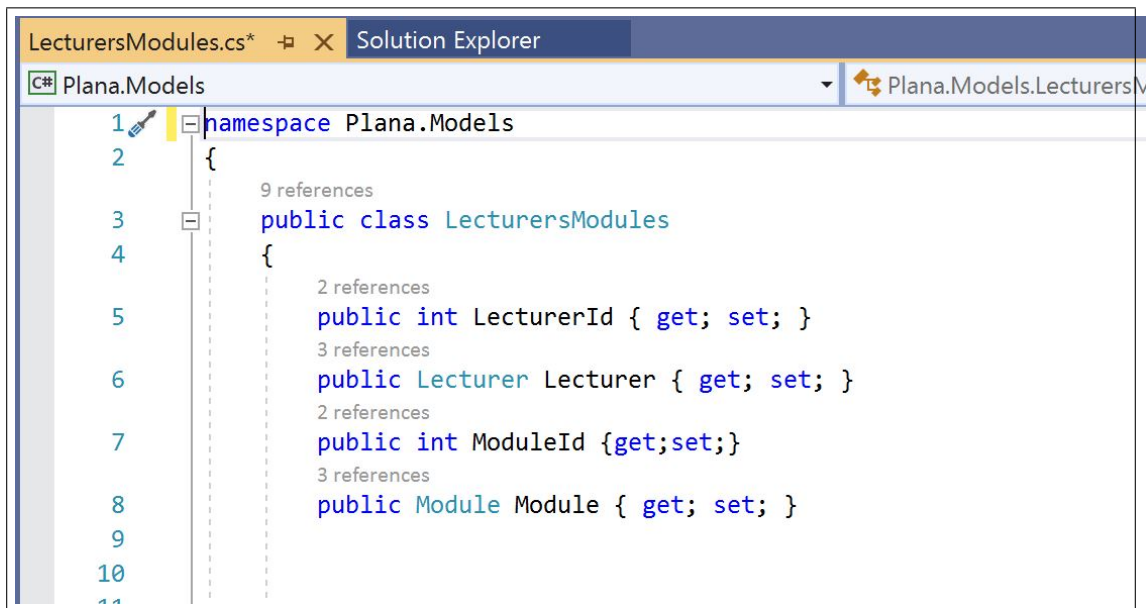 LecturersModules.cs* Solution Explorer
C# Plana.Models Plana.Models.Lecturers
1 namespace Plana.Models
2 {
9 references
3 public class LecturersModules
4 {
2 references
5 public int LecturerId { get; set; }
3 references
6 public Lecturer Lecturer { get; set; }
2 references
7 public int ModuleId {get;set;}
3 references
8 public Module Module { get; set; }
9
10
11